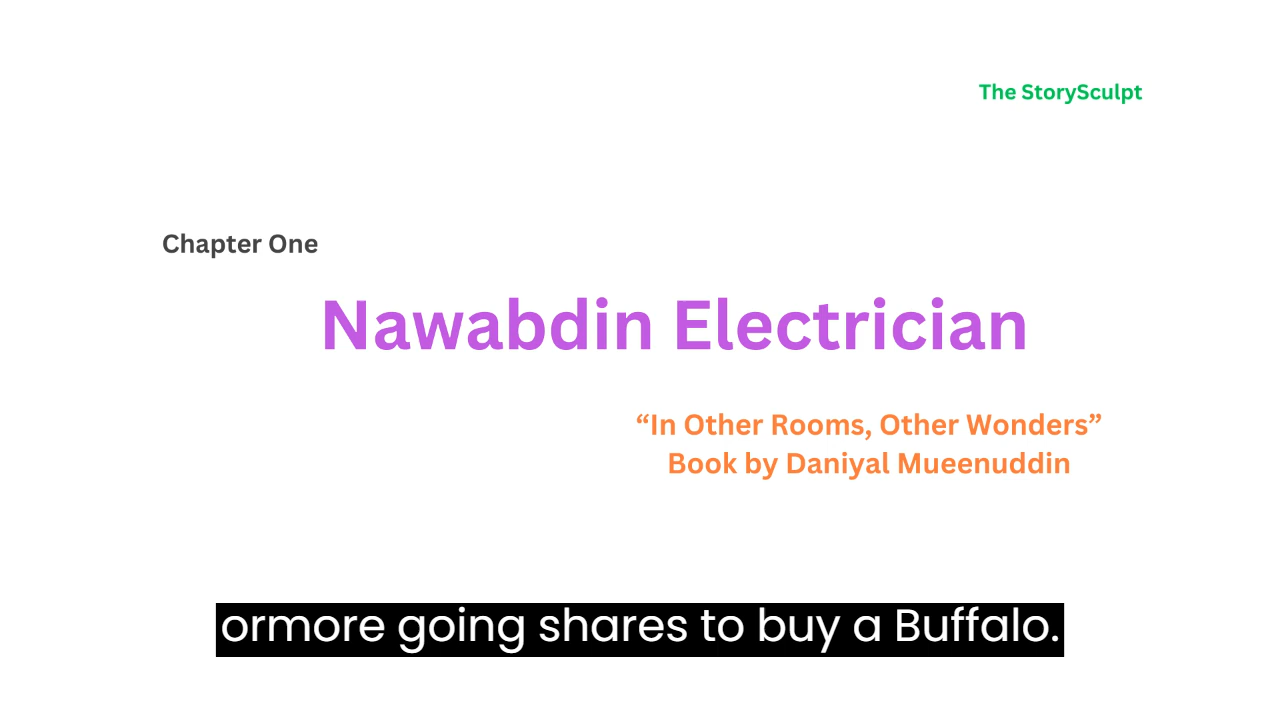 The StorySculpt
Chapter One
Nawabdin Electrician
“In Other Rooms, Other Wonders”
Book by Daniyal Mueenuddin
ormore going shares to buy a Buffalo.